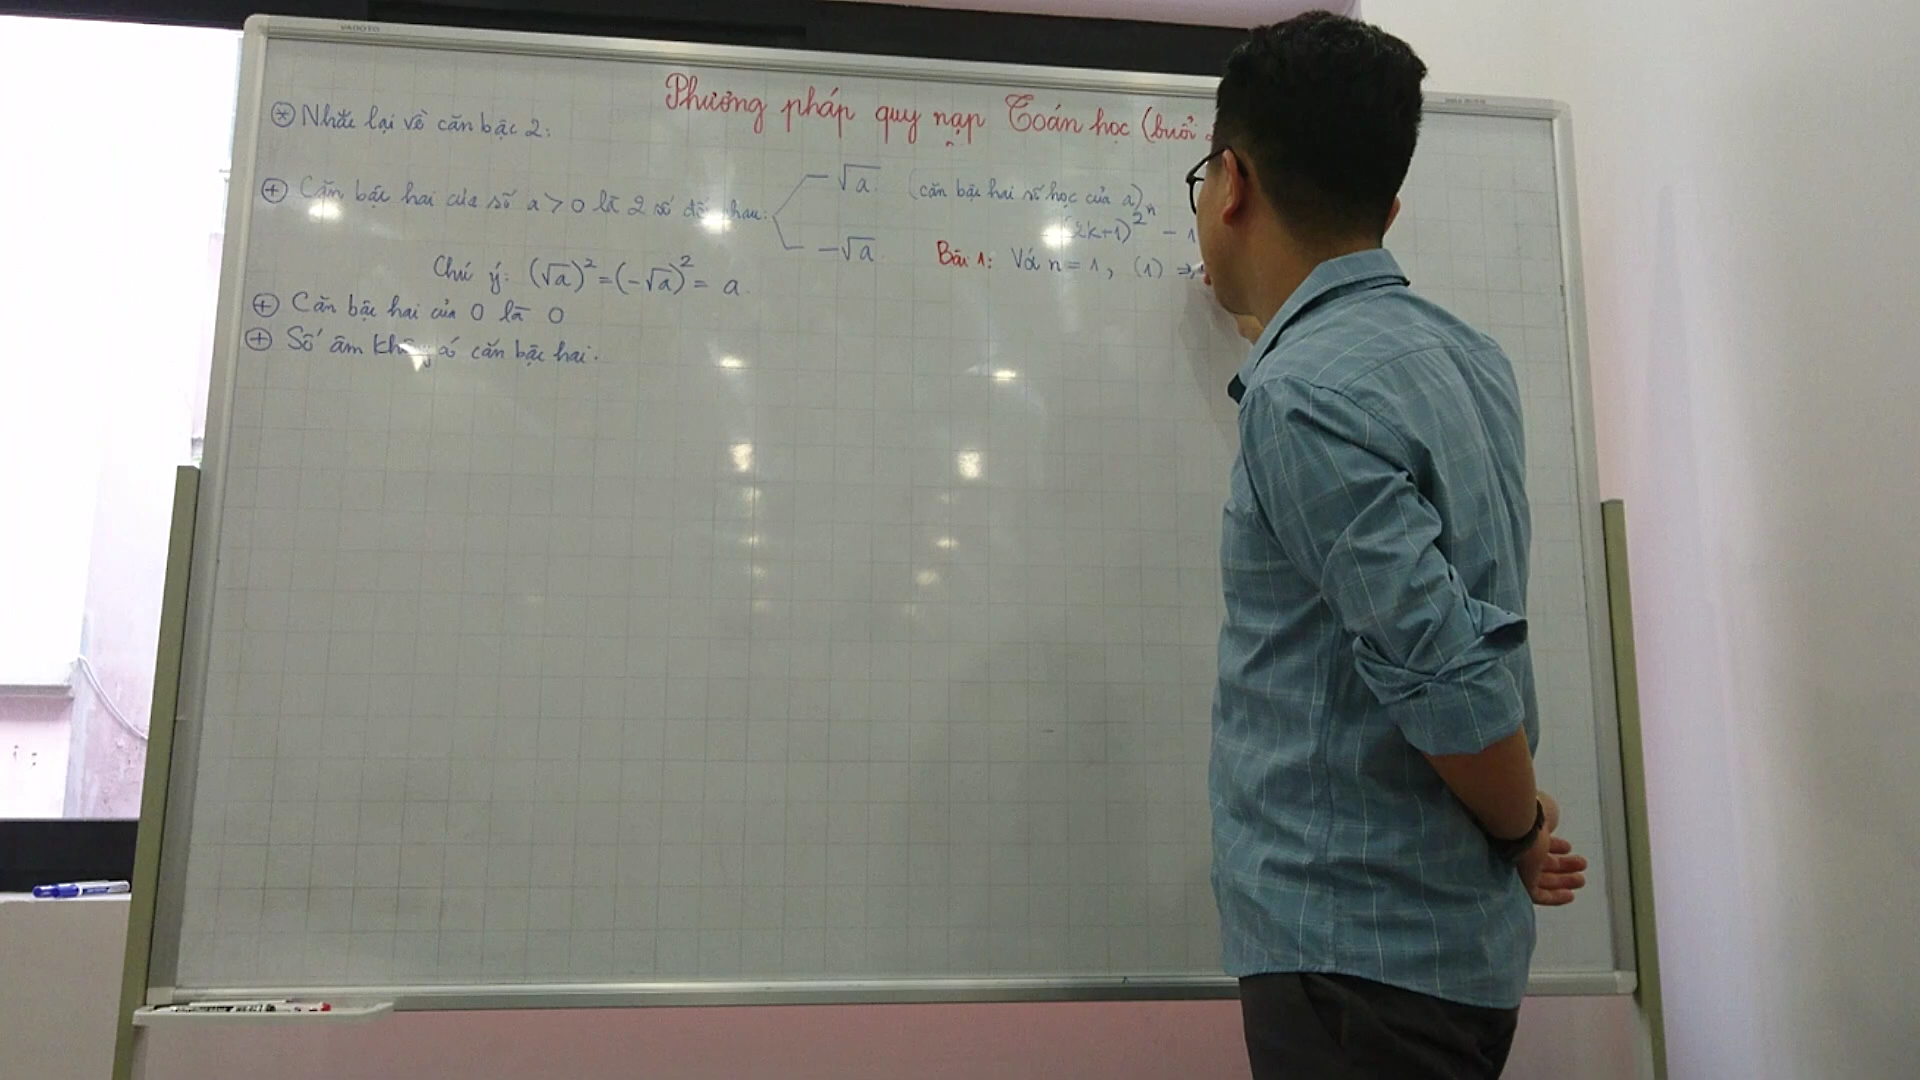 VADOTO
Phương pháp quy nạp Toán học (buổi
⊛ Nhắc lại về căn bậc 2:
⊕ Căn bậc hai của số a > 0 là 2 số đối nhau:
√a (căn bậc hai số học của a)
-√a
Chú ý: (√a)² = (-√a)² = a
⊕ Căn bậc hai của 0 là 0
⊕ Số âm không có căn bậc hai.
(2k+1)^{2^n} - 1
Bài 1: Với n = 1, (1) ⇒